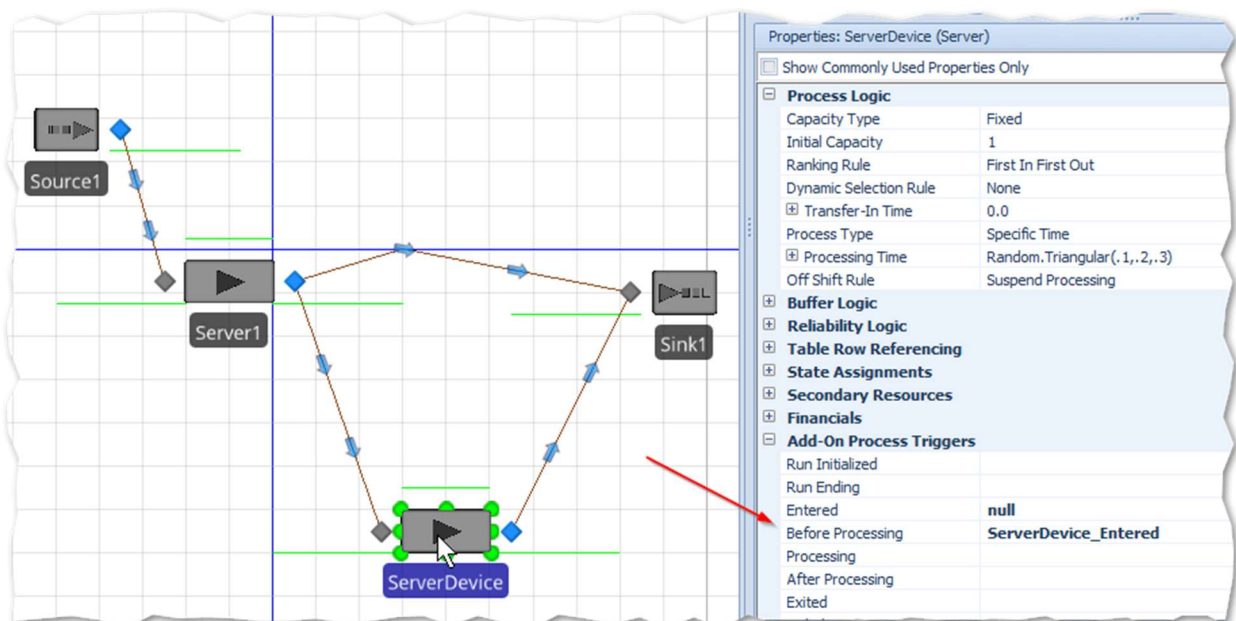 Source1
Server1
Sink1
ServerDevice
Properties: ServerDevice (Server)
Show Commonly Used Properties Only
Process Logic
Capacity Type Fixed
Initial Capacity 1
Ranking Rule First In First Out
Dynamic Selection Rule None
Transfer-In Time 0.0
Process Type Specific Time
Processing Time Random.Triangular(.1,.2,.3)
Off Shift Rule Suspend Processing
Buffer Logic
Reliability Logic
Table Row Referencing
State Assignments
Secondary Resources
Financials
Add-On Process Triggers
Run Initialized
Run Ending
Entered null
Before Processing ServerDevice_Entered
Processing
After Processing
Exited